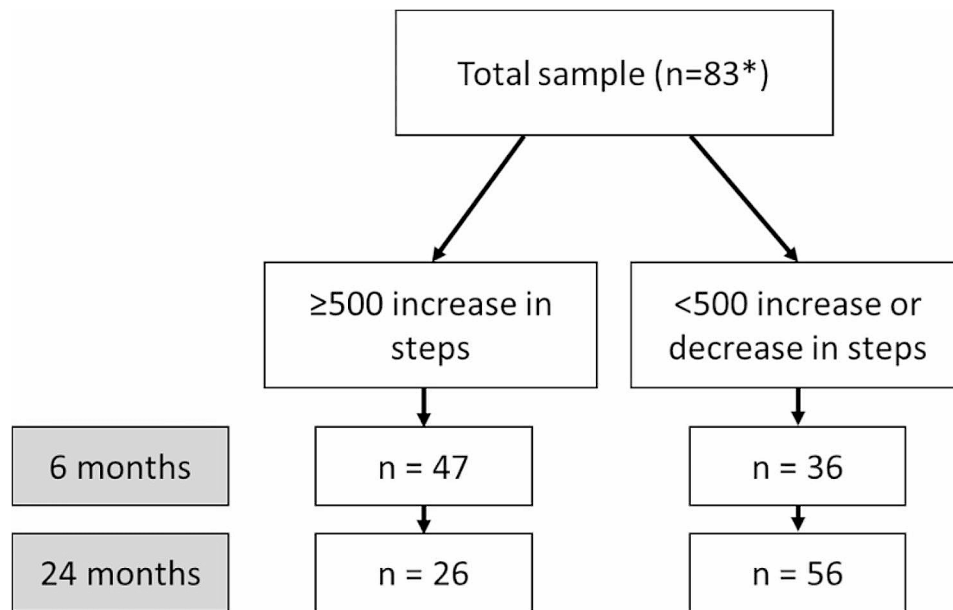 Total sample (n=83*)
≥500 increase in
steps
<500 increase or
decrease in steps
6 months
n = 47
n = 36
24 months
n = 26
n = 56